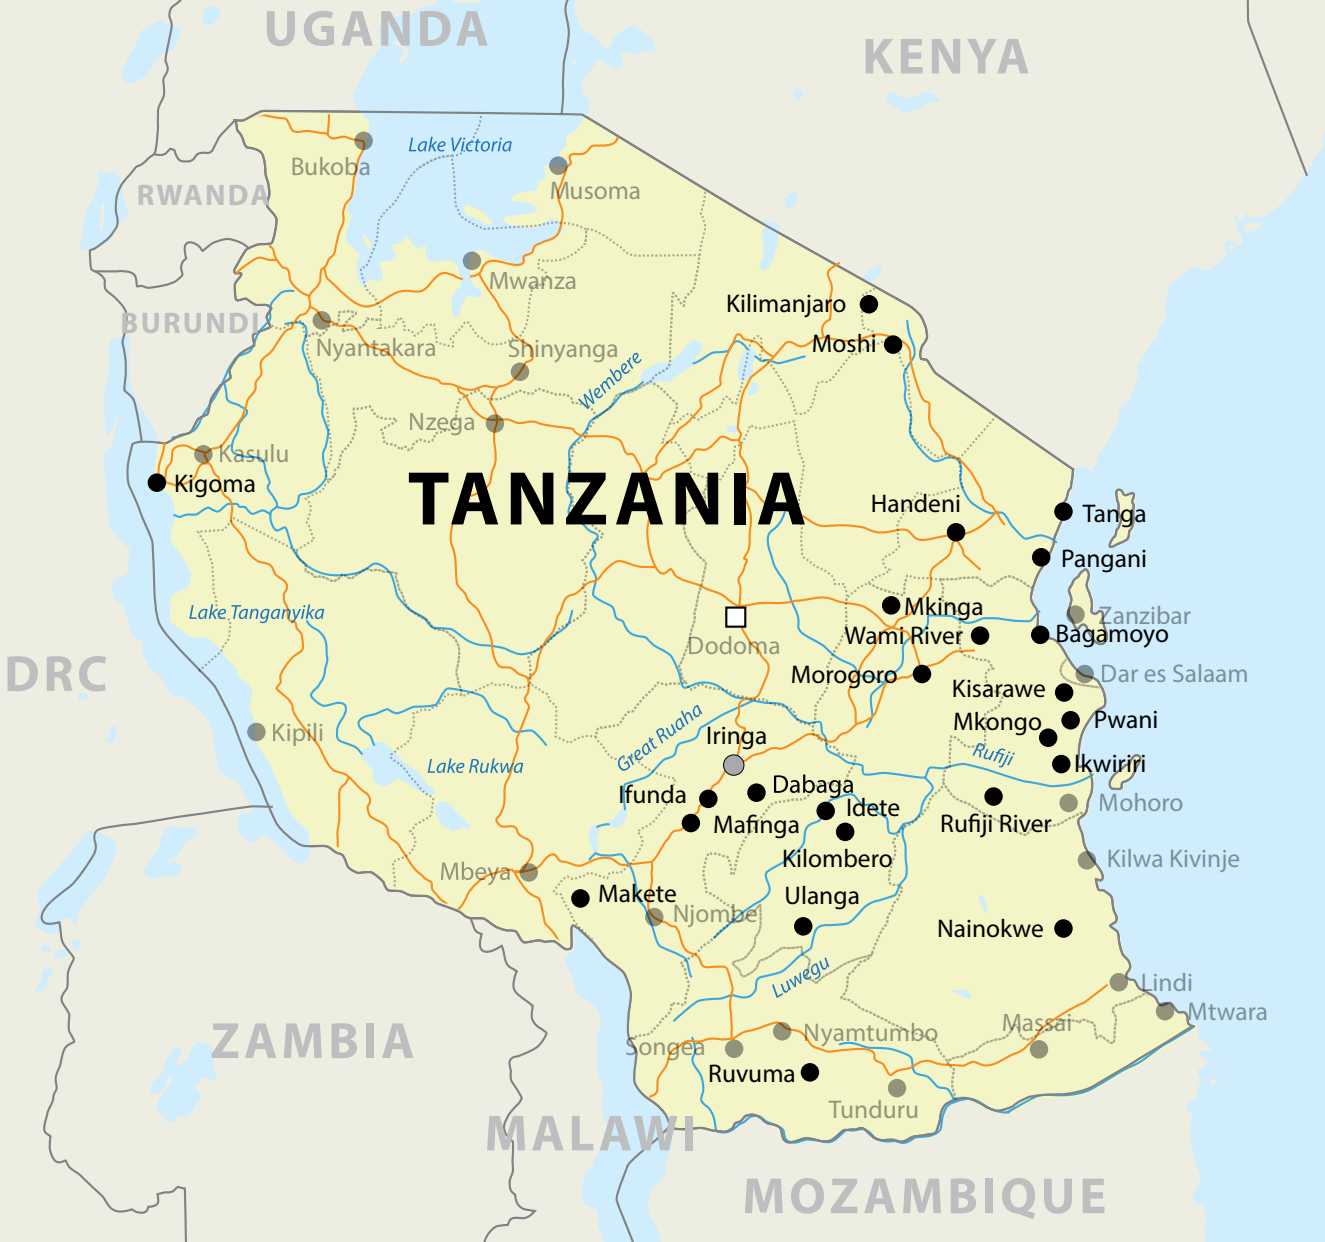 UGANDA
KENYA
Lake Victoria
Bukoba
Musoma
RWANDA
Mwanza
Kilimanjaro
BURUNDI
Nyantakara
Shinyanga
Moshi
Wembere
Nzega
Kasulu
Kigoma
TANZANIA
Handeni
Tanga
Pangani
Lake Tanganyika
Mkinga
Zanzibar
Wami River
Bagamoyo
Dodoma
DRC
Morogoro
Dar es Salaam
Kisarawe
Mkongo
Pwani
Kipili
Great Ruaha
Iringa
Rufiji
Ikwiriri
Lake Rukwa
Ifunda
Dabaga
Idete
Mohoro
Mafinga
Rufiji River
Kilombero
Kilwa Kivinje
Mbeya
Makete
Ulanga
Njombe
Nainokwe
Luwegu
Lindi
Mtwara
Massai
Nyamtumbo
ZAMBIA
Songea
Ruvuma
Tunduru
MALAWI
MOZAMBIQUE